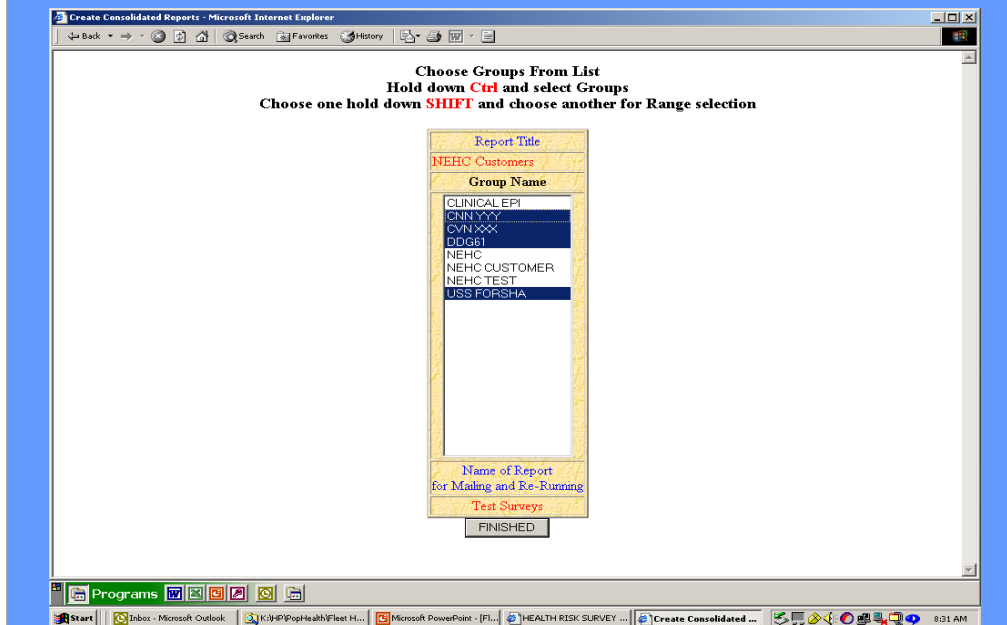 Create Consolidated Reports - Microsoft Internet Explorer
Back
Search Favorites History
Choose Groups From List
Hold down Ctrl and select Groups
Choose one hold down SHIFT and choose another for Range selection
Report Title
NEHC Customers
Group Name
CLINICAL EPI
CNN YYY
CVN XXX
DDG61
NEHC
NEHC CUSTOMER
NEHC TEST
USS FORSHA
Name of Report
for Mailing and Re-Running
Test Surveys
FINISHED
Programs
Start Inbox - Microsoft Outlook K:\HP\PopHealth\Fleet H... Microsoft PowerPoint - [Fl... HEALTH RISK SURVEY ... Create Consolidated ... 8:31 AM